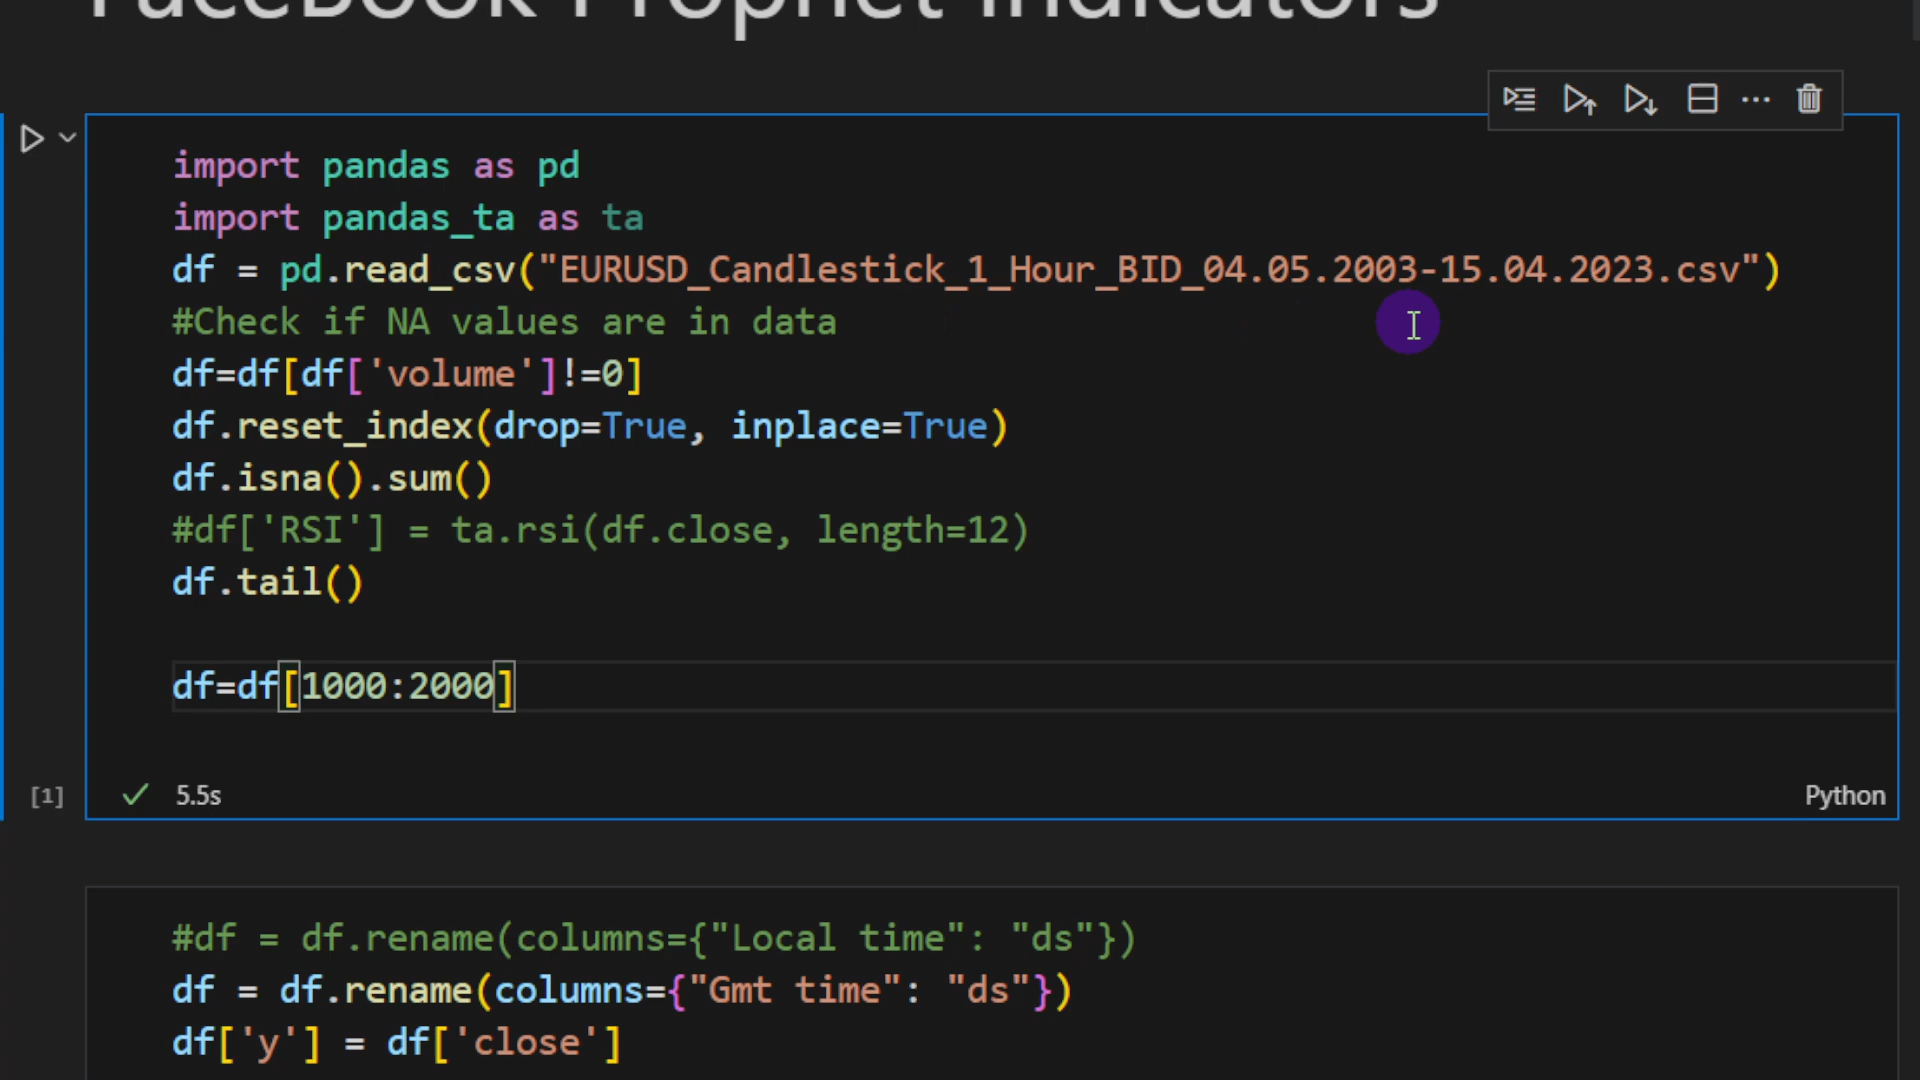 FaceBook Prophet Indicators
import pandas as pd
import pandas_ta as ta
df = pd.read_csv("EURUSD_Candlestick_1_Hour_BID_04.05.2003-15.04.2023.csv")
#Check if NA values are in data
df=df[df['volume']!=0]
df.reset_index(drop=True, inplace=True)
df.isna().sum()
#df['RSI'] = ta.rsi(df.close, length=12)
df.tail()
df=df[1000:2000]
[1] 5.5s Python
#df = df.rename(columns={"Local time": "ds"})
df = df.rename(columns={"Gmt time": "ds"})
df['y'] = df['close']